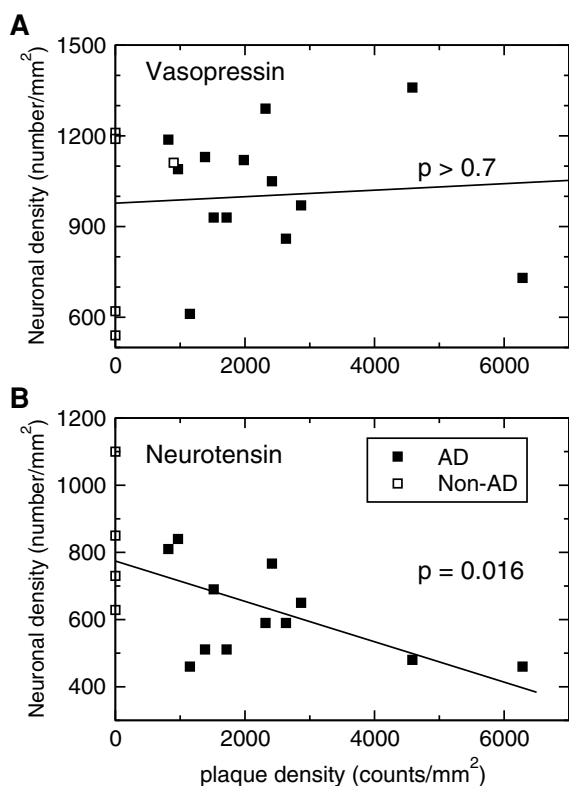 A
Neuronal density (number/mm²)
1500
1200
900
600
Vasopressin
p > 0.7
0 2000 4000 6000
B
Neuronal density (number/mm²)
1200
1000
800
600
400
Neurotensin
AD
Non-AD
p = 0.016
0 2000 4000 6000
plaque density (counts/mm²)